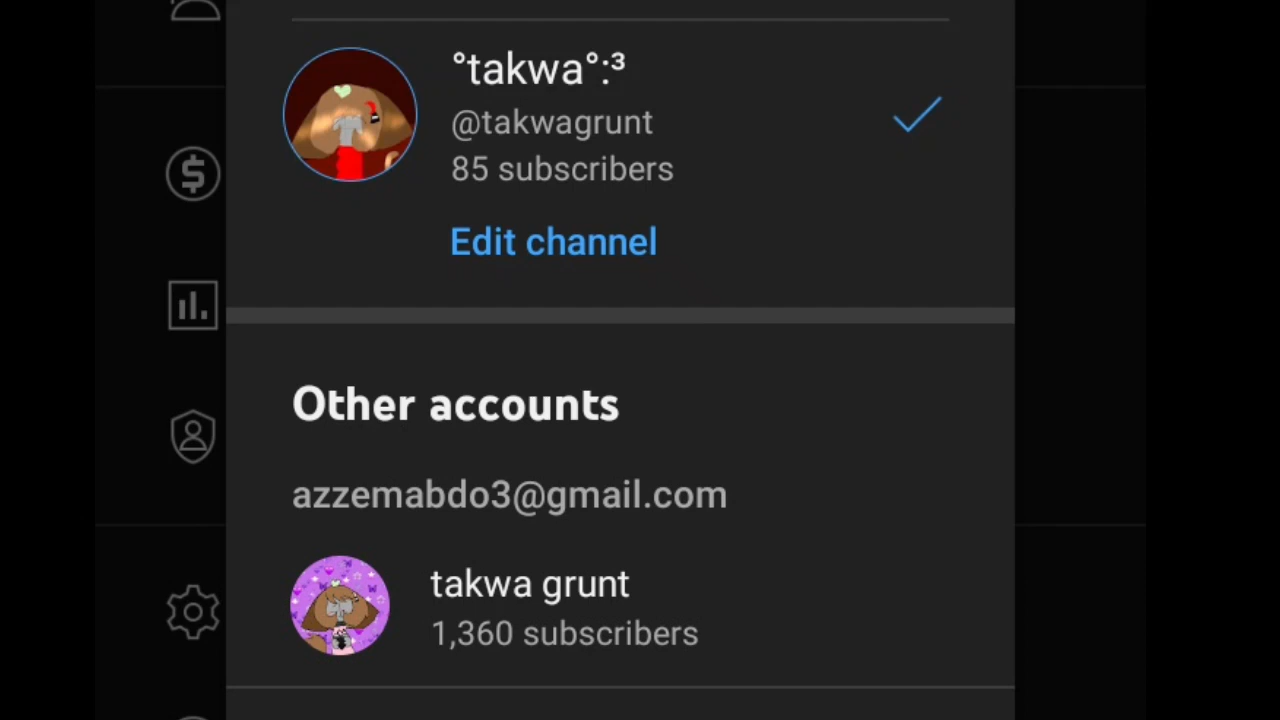 °takwa°:³
@takwagrunt
85 subscribers
Edit channel
Other accounts
azzemabdo3@gmail.com
takwa grunt
1,360 subscribers